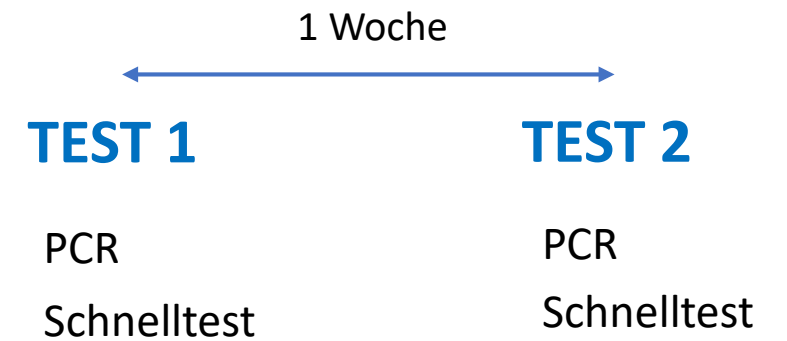 1 Woche
TEST 1
TEST 2
PCR
Schnelltest
PCR
Schnelltest